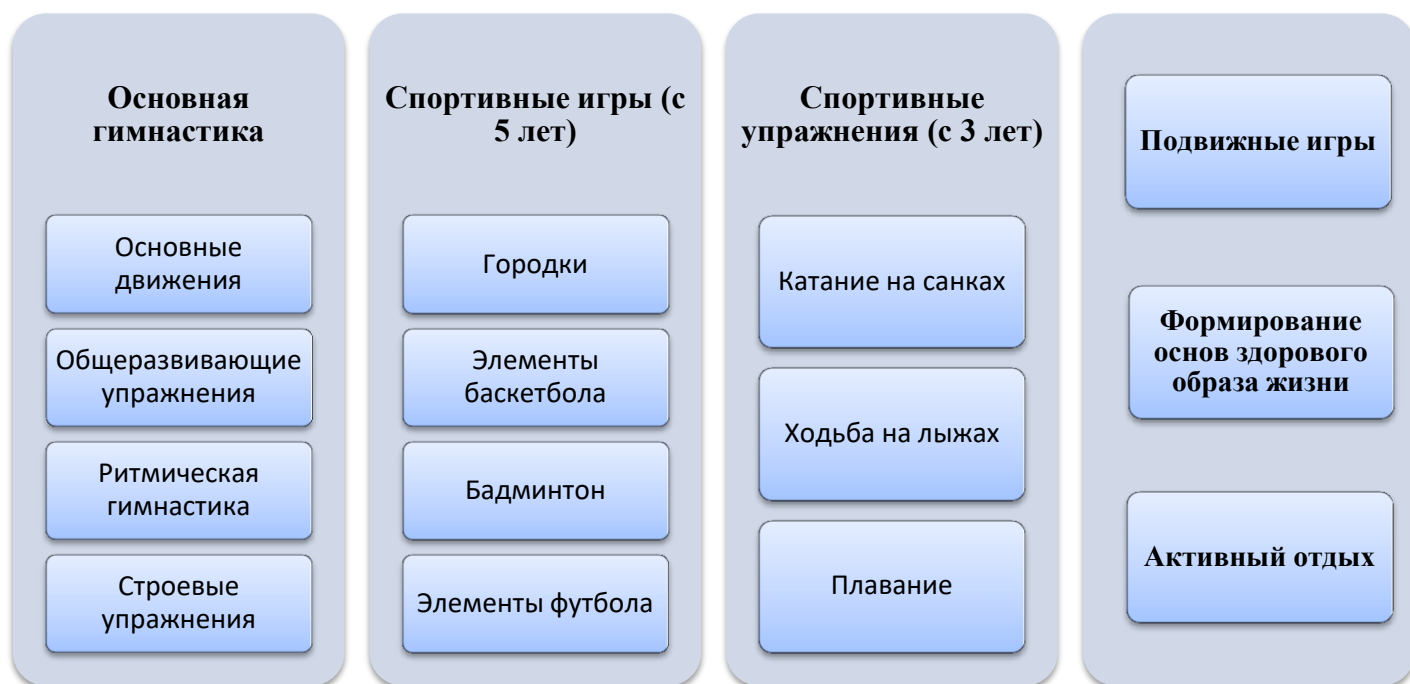 Основная
гимнастика
Основные
движения
Общеразвивающие
упражнения
Ритмическая
гимнастика
Строевые
упражнения
Спортивные игры (с
5 лет)
Городки
Элементы
баскетбола
Бадминтон
Элементы футбола
Спортивные
упражнения (с 3 лет)
Катание на санках
Ходьба на лыжах
Плавание
Подвижные игры
Формирование
основ здорового
образа жизни
Активный отдых